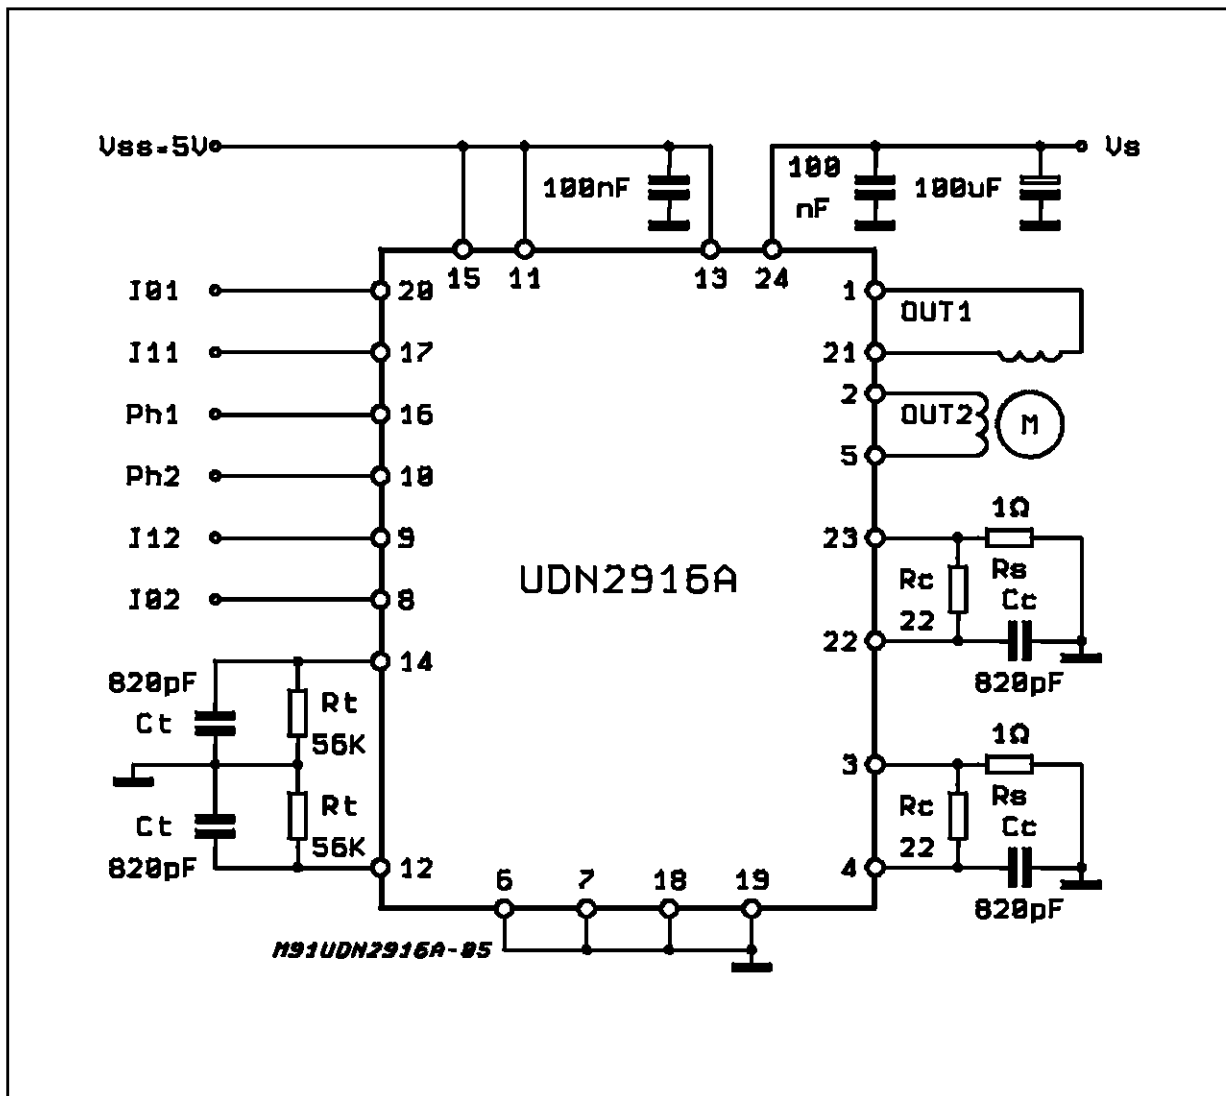 Vss=5V
Vs
100nF
100
nF
100uF
15
11
13
24
I01
20
1
OUT1
I11
17
21
2
Ph1
16
OUT2
M
5
Ph2
10
1Ω
I12
9
23
UDN2916A
Rc
Rs
I02
8
22
Cc
22
14
820pF
820pF
Rt
Ct
56K
1Ω
3
Rt
Rc
Rs
Ct
56K
22
Cc
820pF
12
4
6
7
18
19
820pF
M91UDN2916A-05